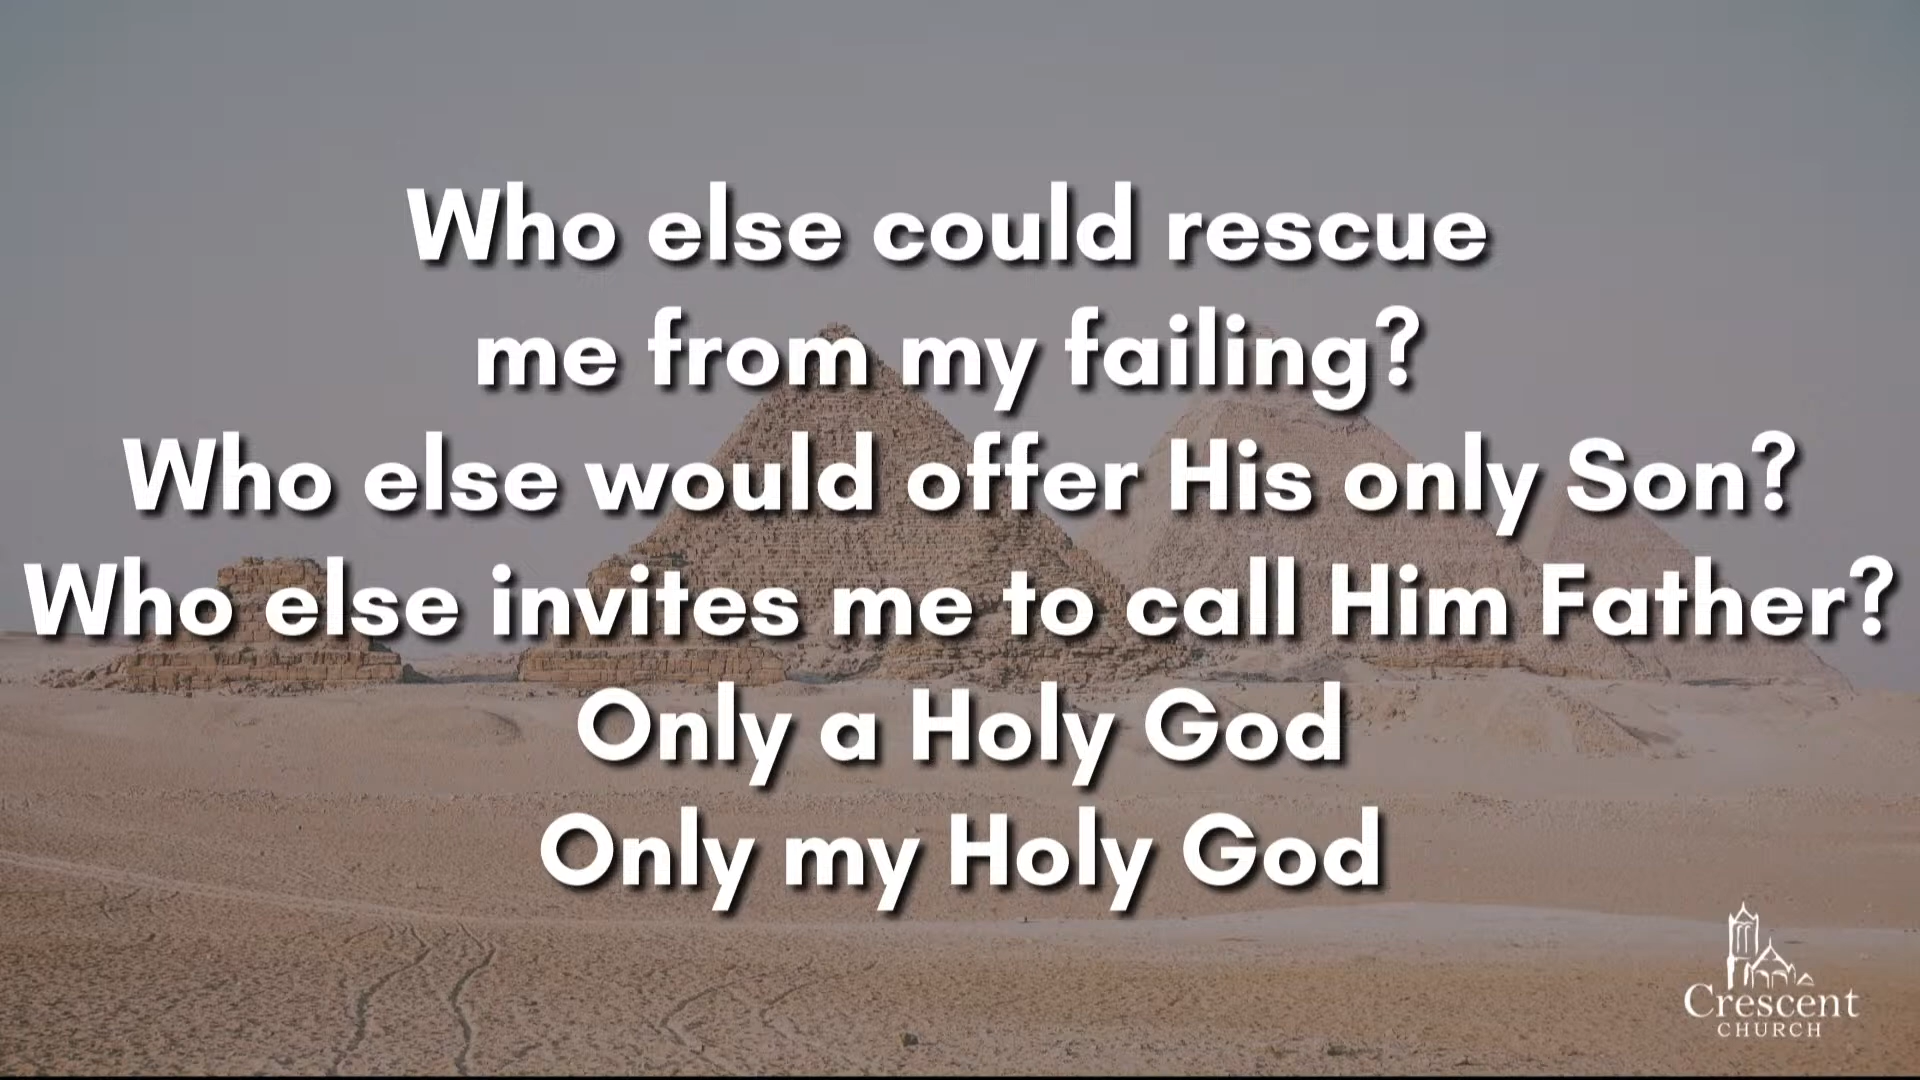 Who else could rescue
me from my failing?
Who else would offer His only Son?
Who else invites me to call Him Father?
Only a Holy God
Only my Holy God
Crescent
CHURCH